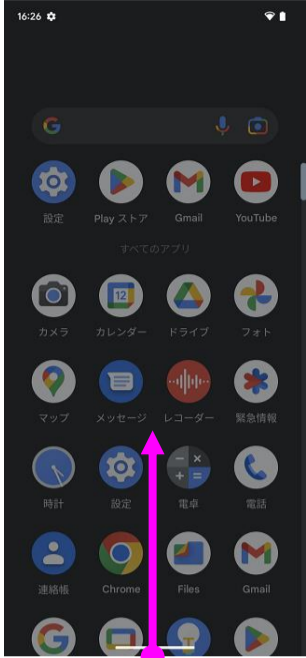 16:26
設定 Play ストア Gmail YouTube
すべてのアプリ
カメラ カレンダー ドライブ フォト
マップ メッセージ レコーダー 緊急情報
時計 設定 電卓 電話
連絡帳 Chrome Files Gmail